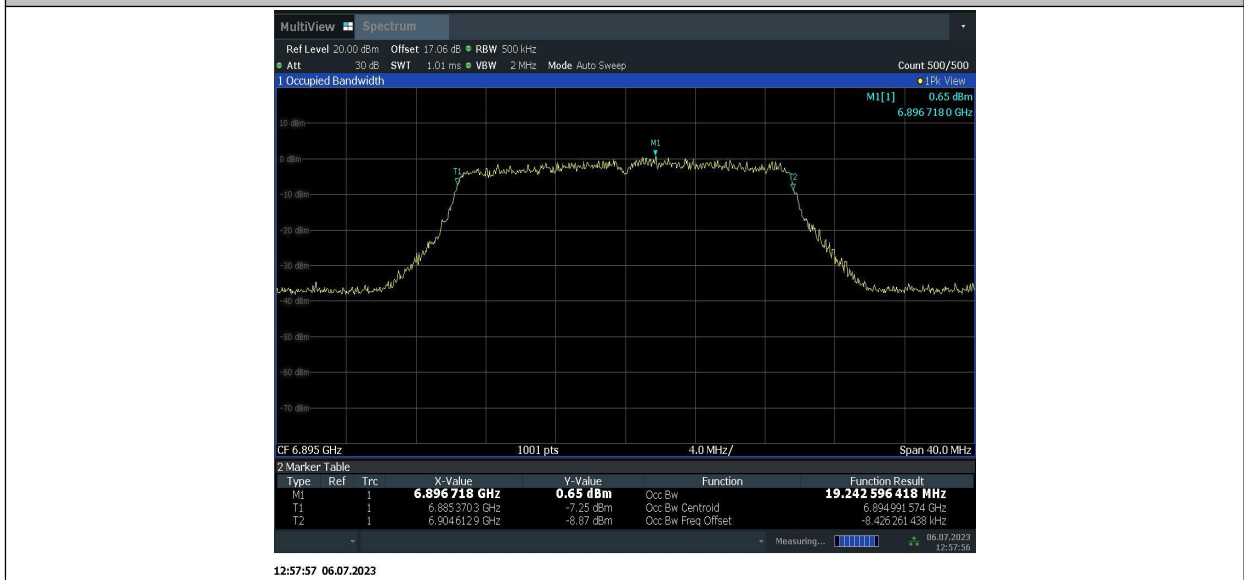 MultiView Spectrum
Ref Level 20.00 dBm Offset 17.06 dB RBW 500 kHz
Att 30 dB SWT 1.01 ms VBW 2 MHz Mode Auto Sweep Count 500/500
1 Occupied Bandwidth 1Pk View
M1[1] 0.65 dBm
6.896 718 0 GHz
10 dBm
M1
0 dBm
T1
T2
-10 dBm
-20 dBm
-30 dBm
-40 dBm
-50 dBm
-60 dBm
-70 dBm
CF 6.895 GHz 1001 pts 4.0 MHz/ Span 40.0 MHz
2 Marker Table
Type Ref Trc X-Value Y-Value Function Function Result
M1 1 6.896 718 GHz 0.65 dBm Occ Bw 19.242 596 418 MHz
T1 1 6.885 370 3 GHz -7.25 dBm Occ Bw Centroid 6.894 991 574 GHz
T2 1 6.904 612 9 GHz -8.87 dBm Occ Bw Freq Offset -8.426 261 438 kHz
Measuring... 06.07.2023
12:57:56
12:57:57 06.07.2023